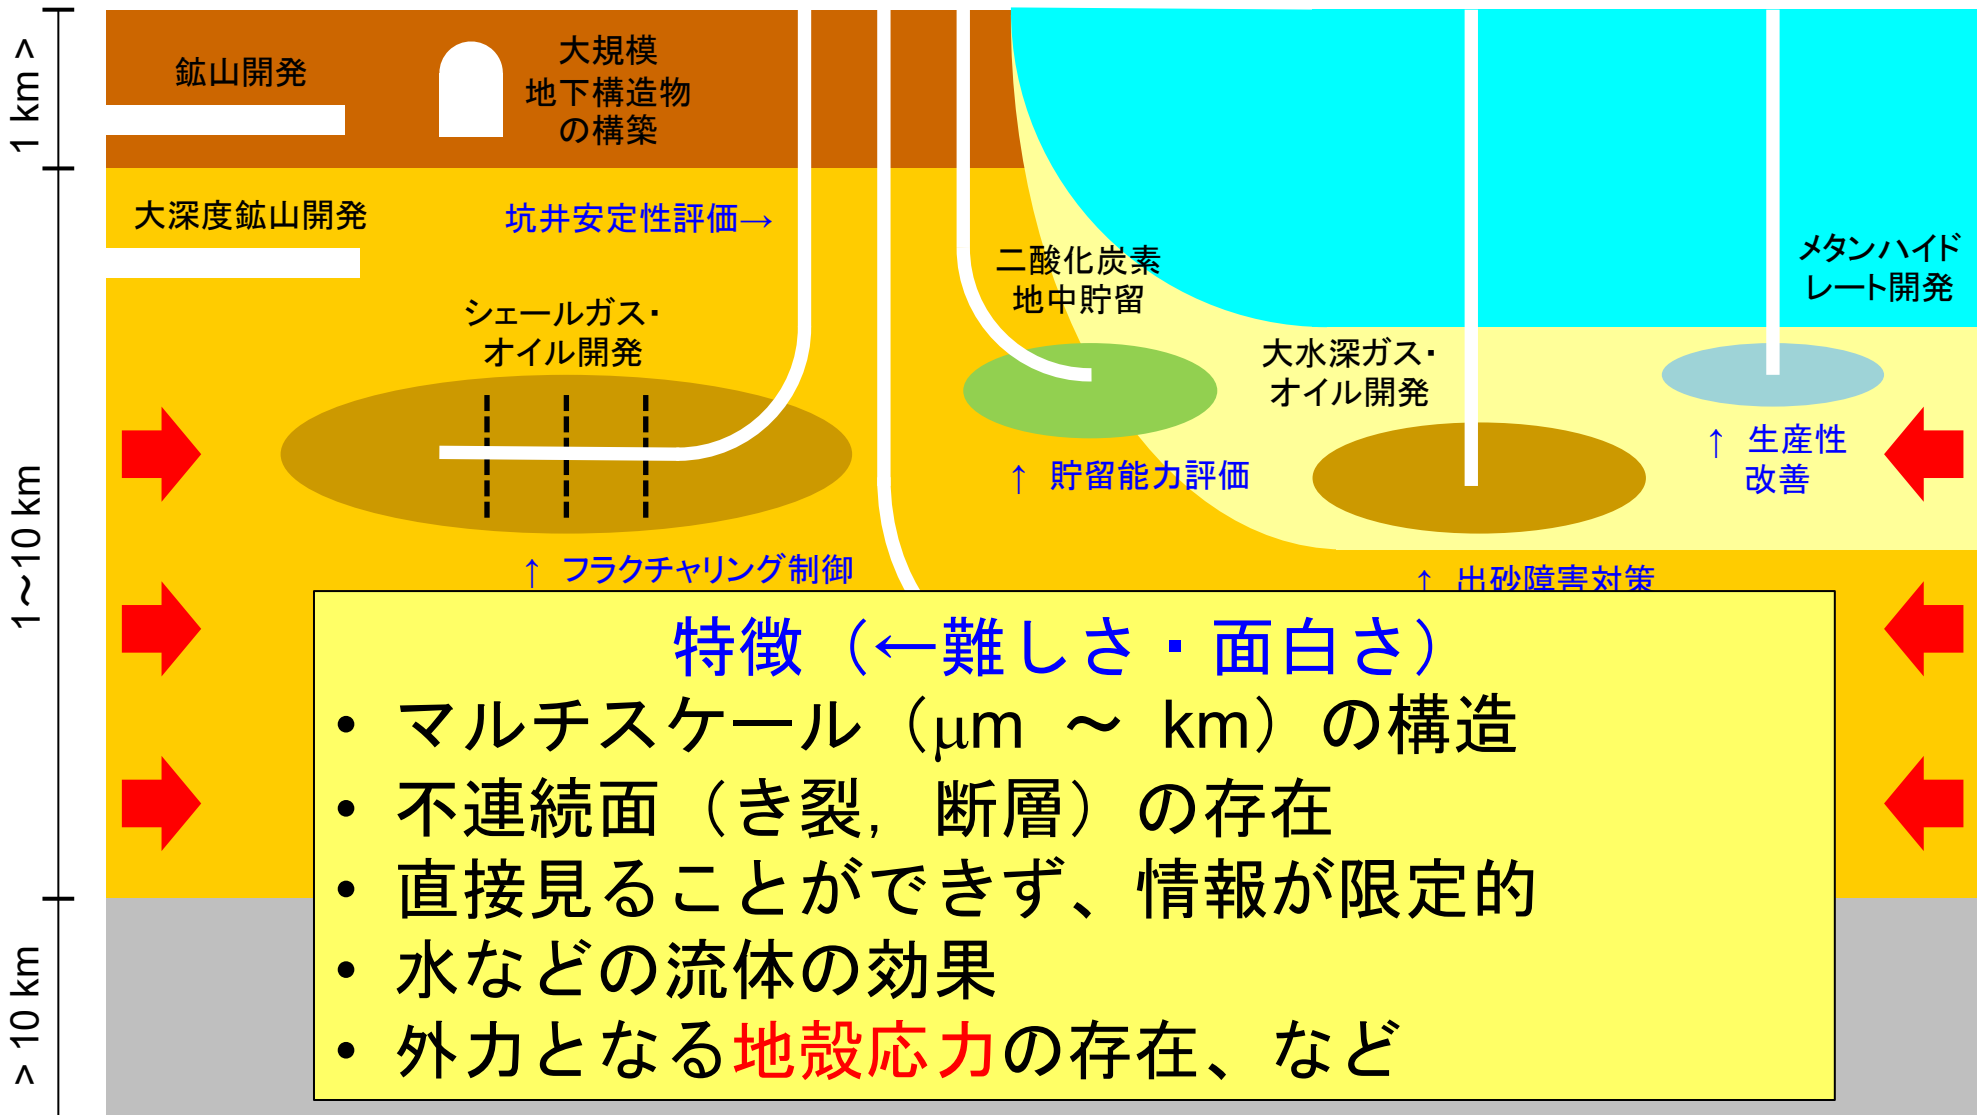 1 km >
鉱山開発
大規模
地下構造物
の構築
大深度鉱山開発
坑井安定性評価→
二酸化炭素
地中貯留
メタンハイド
レート開発
シェールガス・
オイル開発
大水深ガス・
オイル開発
↑ 生産性
改善
↑ 貯留能力評価
1～10 km
↑ フラクチャリング制御
↑ 出砂障害対策
特徴（←難しさ・面白さ）
• マルチスケール（μm ～ km）の構造
• 不連続面（き裂，断層）の存在
• 直接見ることができず、情報が限定的
• 水などの流体の効果
• 外力となる地殻応力の存在、など
> 10 km